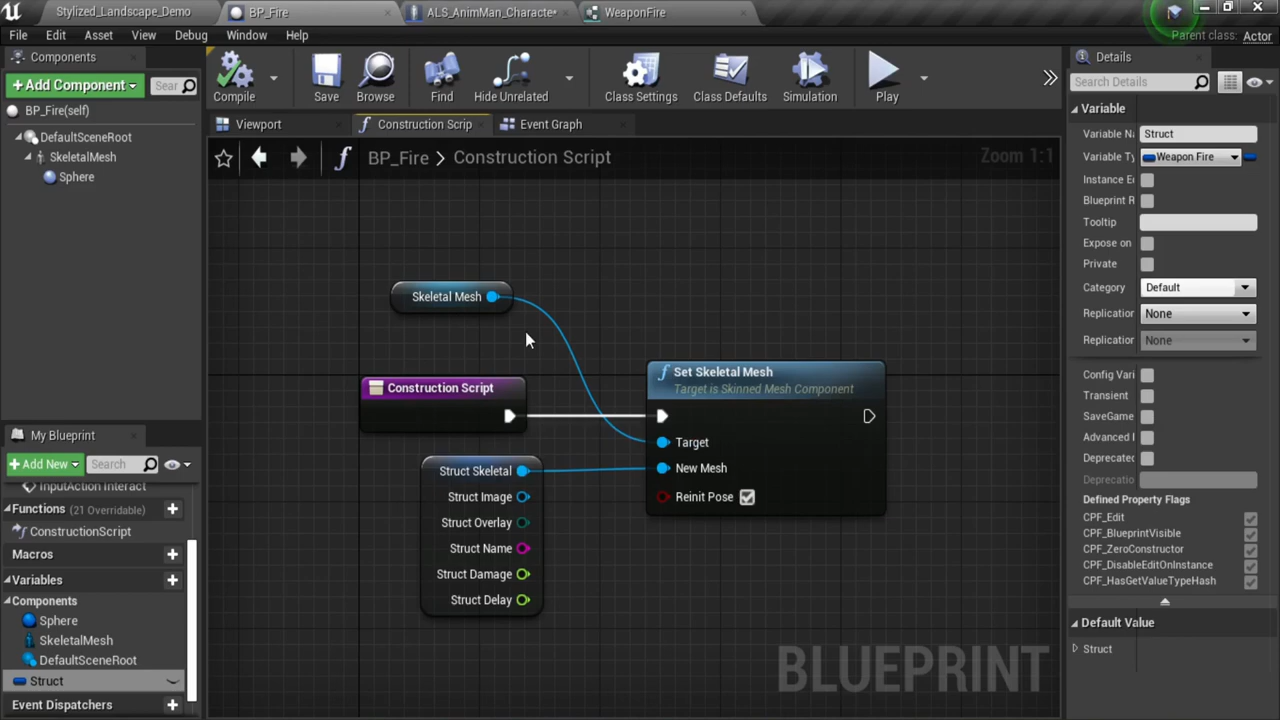 Stylized_Landscape_Demo
BP_Fire
ALS_AnimMan_Character•
WeaponFire
File
Edit
Asset
View
Debug
Window
Help
Parent class: Actor
Components
+Add Component
Sear
BP_Fire(self)
DefaultSceneRoot
SkeletalMesh
Sphere
Compile
Save
Browse
Find
Hide Unrelated
Class Settings
Class Defaults
Simulation
Play
Viewport
Construction Scrip
Event Graph
BP_Fire > Construction Script
Zoom 1:1
Skeletal Mesh
Construction Script
Set Skeletal Mesh
Target is Skinned Mesh Component
Target
New Mesh
Reinit Pose
Struct Skeletal
Struct Image
Struct Overlay
Struct Name
Struct Damage
Struct Delay
BLUEPRINT
My Blueprint
+Add New
Search
InputAction Interact
Functions (21 Overridable)
ConstructionScript
Macros
Variables
Components
Sphere
SkeletalMesh
DefaultSceneRoot
Struct
Event Dispatchers
Details
Search Details
Variable
Variable N
Struct
Variable Ty
Weapon Fire
Instance E
Blueprint R
Tooltip
Expose on
Private
Category
Default
Replication
None
Replication
None
Config Vari
Transient
SaveGame
Advanced
Deprecated
Deprecatio
Defined Property Flags
CPF_Edit
CPF_BlueprintVisible
CPF_ZeroConstructor
CPF_DisableEditOnInstance
CPF_HasGetValueTypeHash
Default Value
Struct